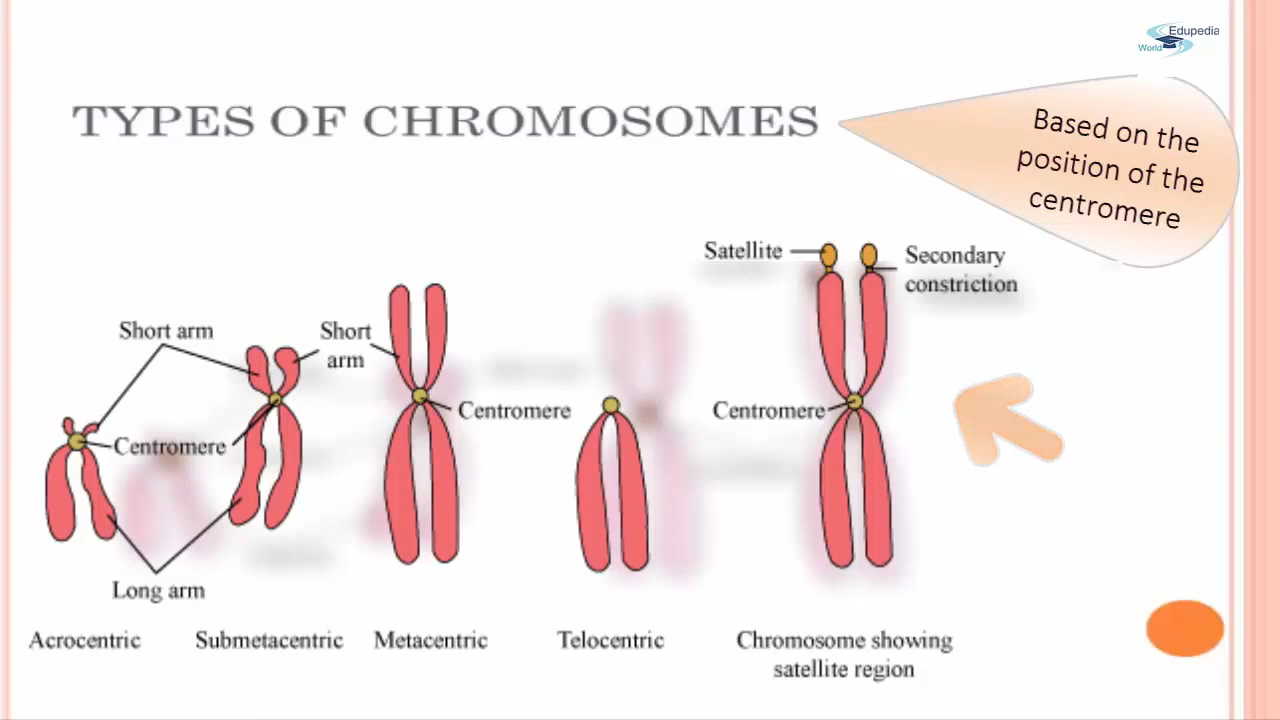 Edupedia
World
TYPES OF CHROMOSOMES
Based on the
position of the
centromere
Satellite
Secondary
constriction
Short arm
Short
arm
Centromere
Centromere
Centromere
Long arm
Acrocentric
Submetacentric
Metacentric
Telocentric
Chromosome showing
satellite region